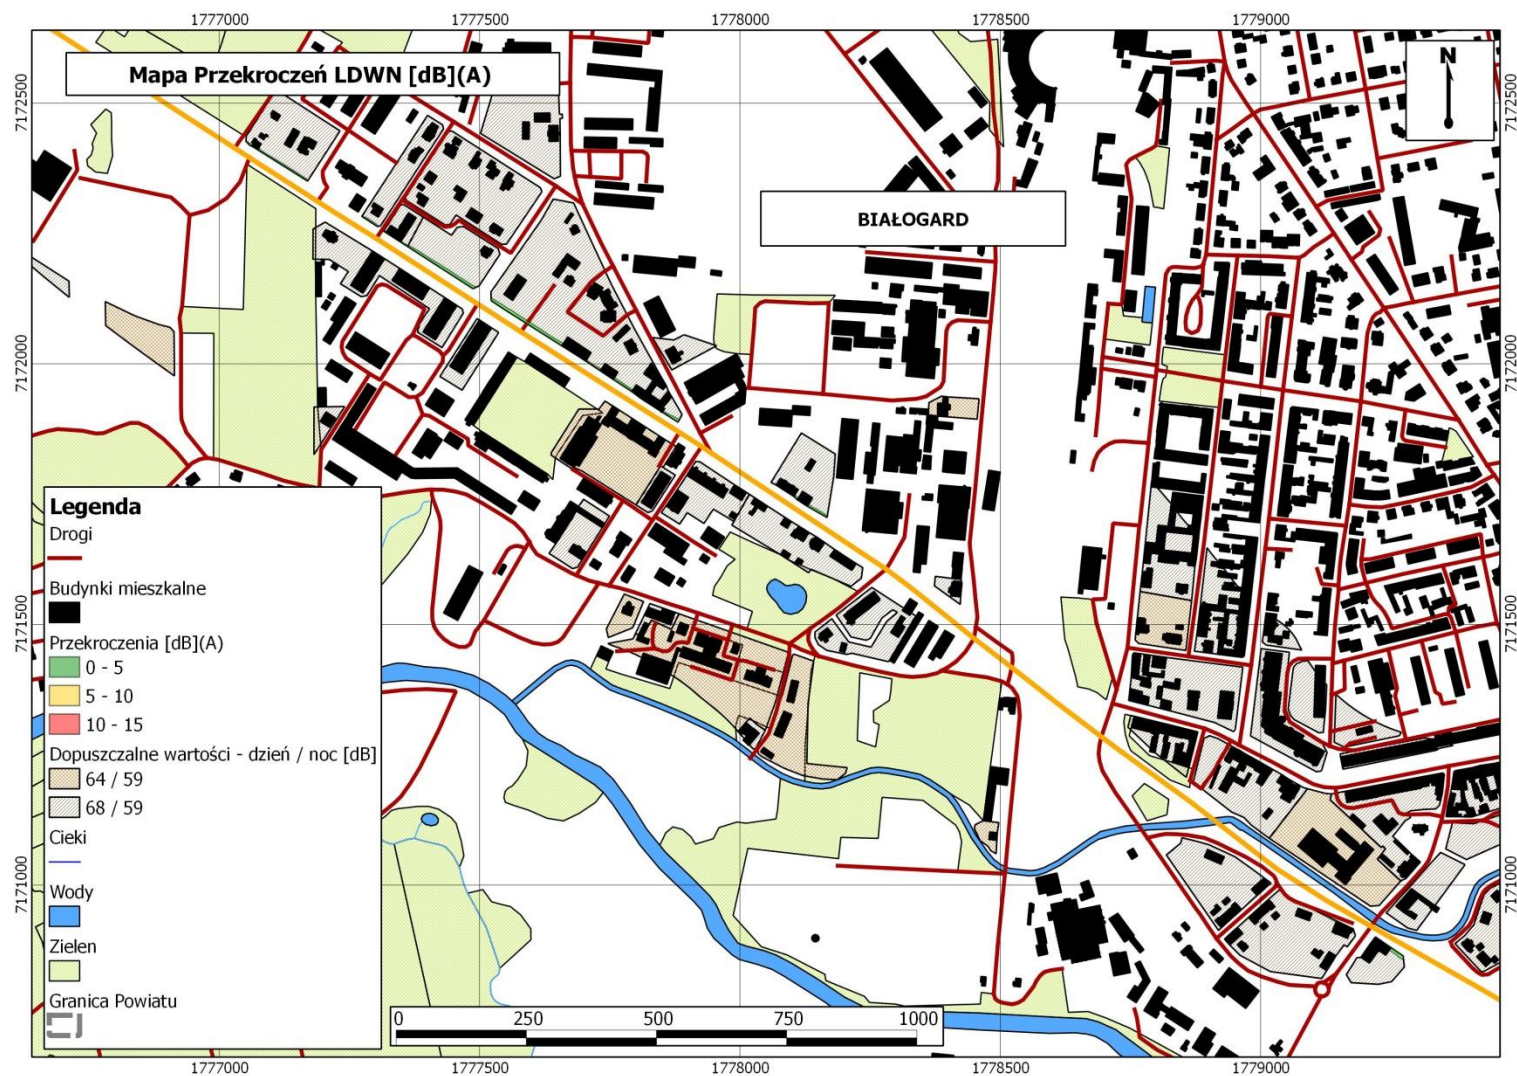 1777000 1777500 1778000 1778500 1779000
Mapa Przekroczeń LDWN [dB](A)
N
7172500 7172500
BIAŁOGARD
7172000 7172000
7171500 7171500
7171000 7171000
Legenda
Drogi
Budynki mieszkalne
Przekroczenia [dB](A)
0 - 5
5 - 10
10 - 15
Dopuszczalne wartości - dzień / noc [dB]
64 / 59
68 / 59
Cieki
Wody
Zielen
Granica Powiatu
0 250 500 750 1000
1777000 1777500 1778000 1778500 1779000